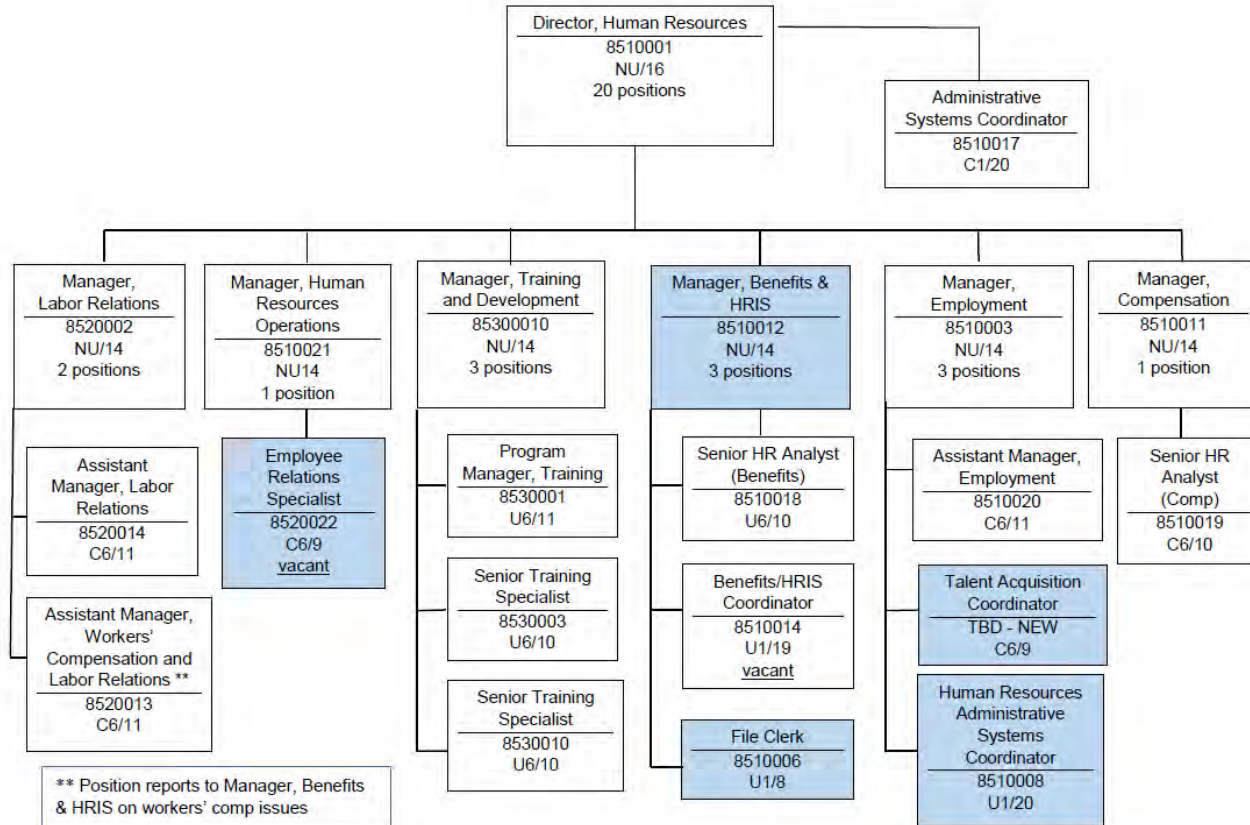 Director, Human Resources
8510001
NU/16
20 positions
Administrative
Systems Coordinator
8510017
C1/20
Manager,
Labor Relations
8520002
NU/14
2 positions
Manager, Human
Resources
Operations
8510021
NU14
1 position
Manager, Training
and Development
85300010
NU/14
3 positions
Manager, Benefits &
HRIS
8510012
NU/14
3 positions
Manager,
Employment
8510003
NU/14
3 positions
Manager,
Compensation
8510011
NU/14
1 position
Assistant
Manager, Labor
Relations
8520014
C6/11
Employee
Relations
Specialist
8520022
C6/9
vacant
Program
Manager, Training
8530001
U6/11
Senior HR Analyst
(Benefits)
8510018
U6/10
Assistant Manager,
Employment
8510020
C6/11
Senior HR
Analyst
(Comp)
8510019
C6/10
Assistant Manager,
Workers'
Compensation and
Labor Relations **
8520013
C6/11
Senior Training
Specialist
8530003
U6/10
Benefits/HRIS
Coordinator
8510014
U1/19
vacant
Talent Acquisition
Coordinator
TBD - NEW
C6/9
Senior Training
Specialist
8530010
U6/10
File Clerk
8510006
U1/8
Human Resources
Administrative
Systems
Coordinator
8510008
U1/20
** Position reports to Manager, Benefits
& HRIS on workers' comp issues